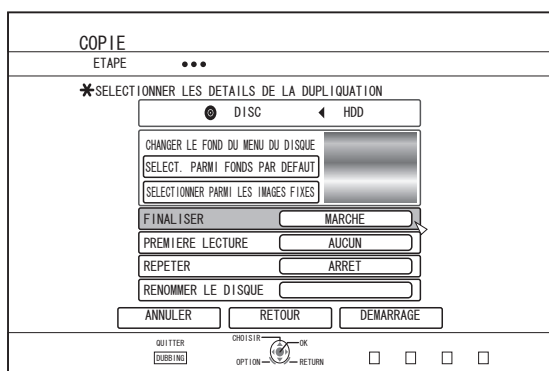 COPIE
ETAPE
*SELECTIONNER LES DETAILS DE LA DUPLIQUATION
DISC HDD
CHANGER LE FOND DU MENU DU DISQUE
SELECT. PARMI FONDS PAR DEFAUT
SELECTIONNER PARMI LES IMAGES FIXES
FINALISER MARCHE
PREMIERE LECTURE AUCUN
REPETER ARRET
RENOMMER LE DISQUE
ANNULER RETOUR DEMARRAGE
QUITTER CHOISIR OK
DUBBING OPTION RETURN